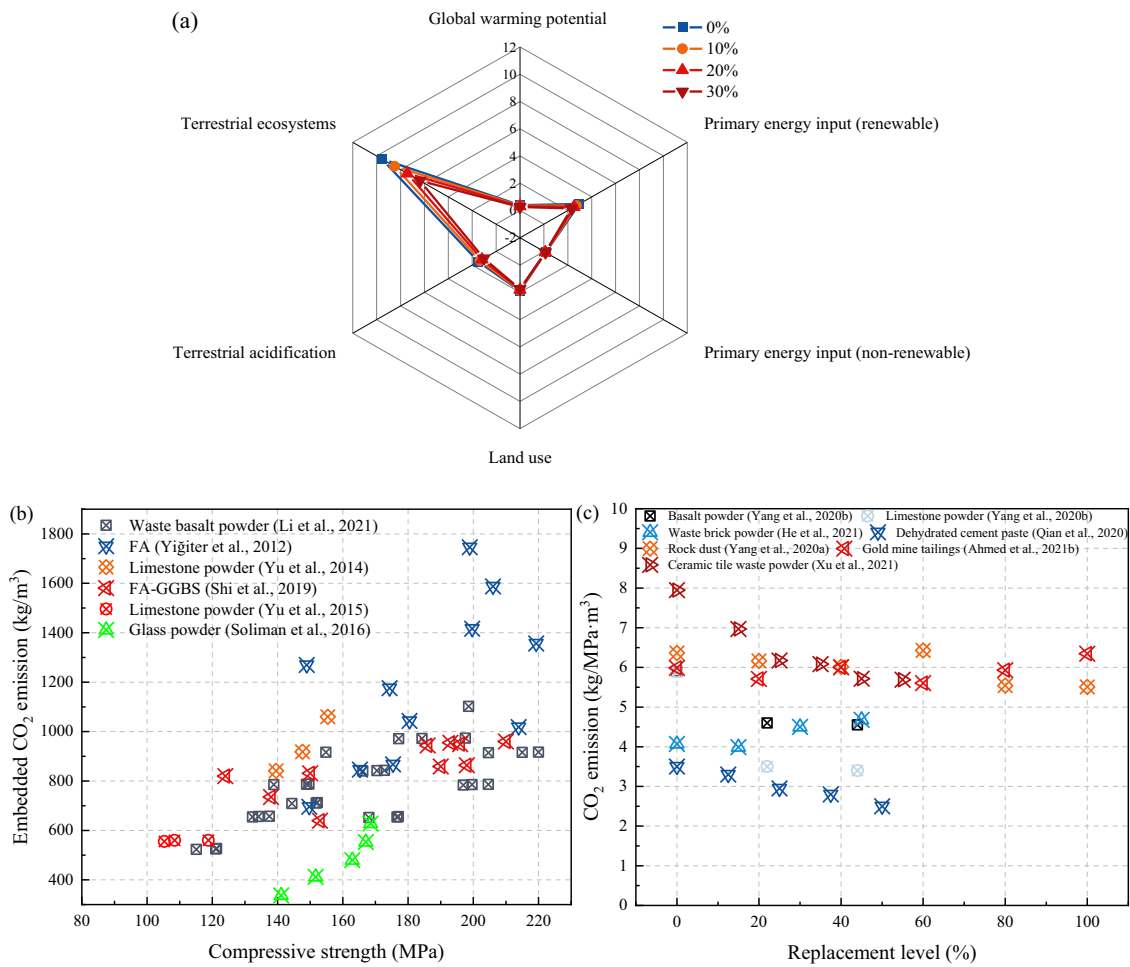 (a)
Global warming potential
0%
10%
20%
30%
12
10
8
6
4
2
0
-2
Terrestrial ecosystems
Primary energy input (renewable)
Terrestrial acidification
Primary energy input (non-renewable)
Land use
(b)
Waste basalt powder (Li et al., 2021)
FA (Yiğiter et al., 2012)
Limestone powder (Yu et al., 2014)
FA-GGBS (Shi et al., 2019)
Limestone powder (Yu et al., 2015)
Glass powder (Soliman et al., 2016)
Embedded CO₂ emission (kg/m³)
1800
1600
1400
1200
1000
800
600
400
80 100 120 140 160 180 200 220
Compressive strength (MPa)
(c)
Basalt powder (Yang et al., 2020b) Limestone powder (Yang et al., 2020b)
Waste brick powder (He et al., 2021) Dehydrated cement paste (Qian et al., 2020)
Rock dust (Yang et al., 2020a) Gold mine tailings (Ahmed et al., 2021b)
Ceramic tile waste powder (Xu et al., 2021)
CO₂ emission (kg/MPa·m³)
10
9
8
7
6
5
4
3
2
1
0
0 20 40 60 80 100
Replacement level (%)